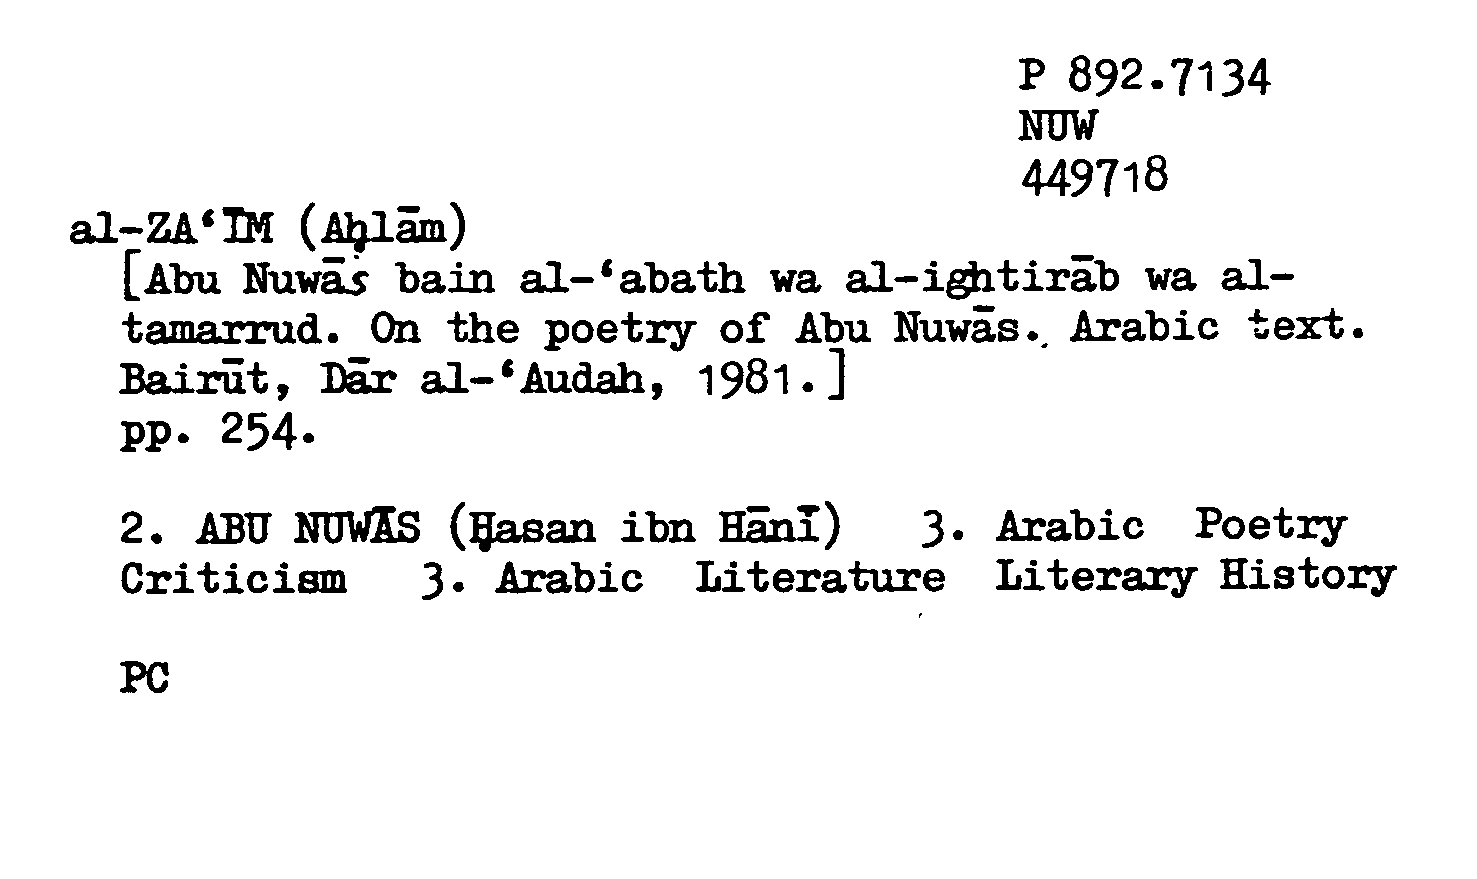 P 892.7134
NUW
449718
al-ZA‘ĪM (Aḥlām)
[Abu Nuwās bain al-‘abath wa al-ightirāb wa al-
tamarrud. On the poetry of Abu Nuwās. Arabic text.
Bairūt, Dār al-‘Audah, 1981.]
pp. 254.
2. ABU NUWĀS (Ḥasan ibn Hānī) 3. Arabic Poetry
Criticism 3. Arabic Literature Literary History
PC